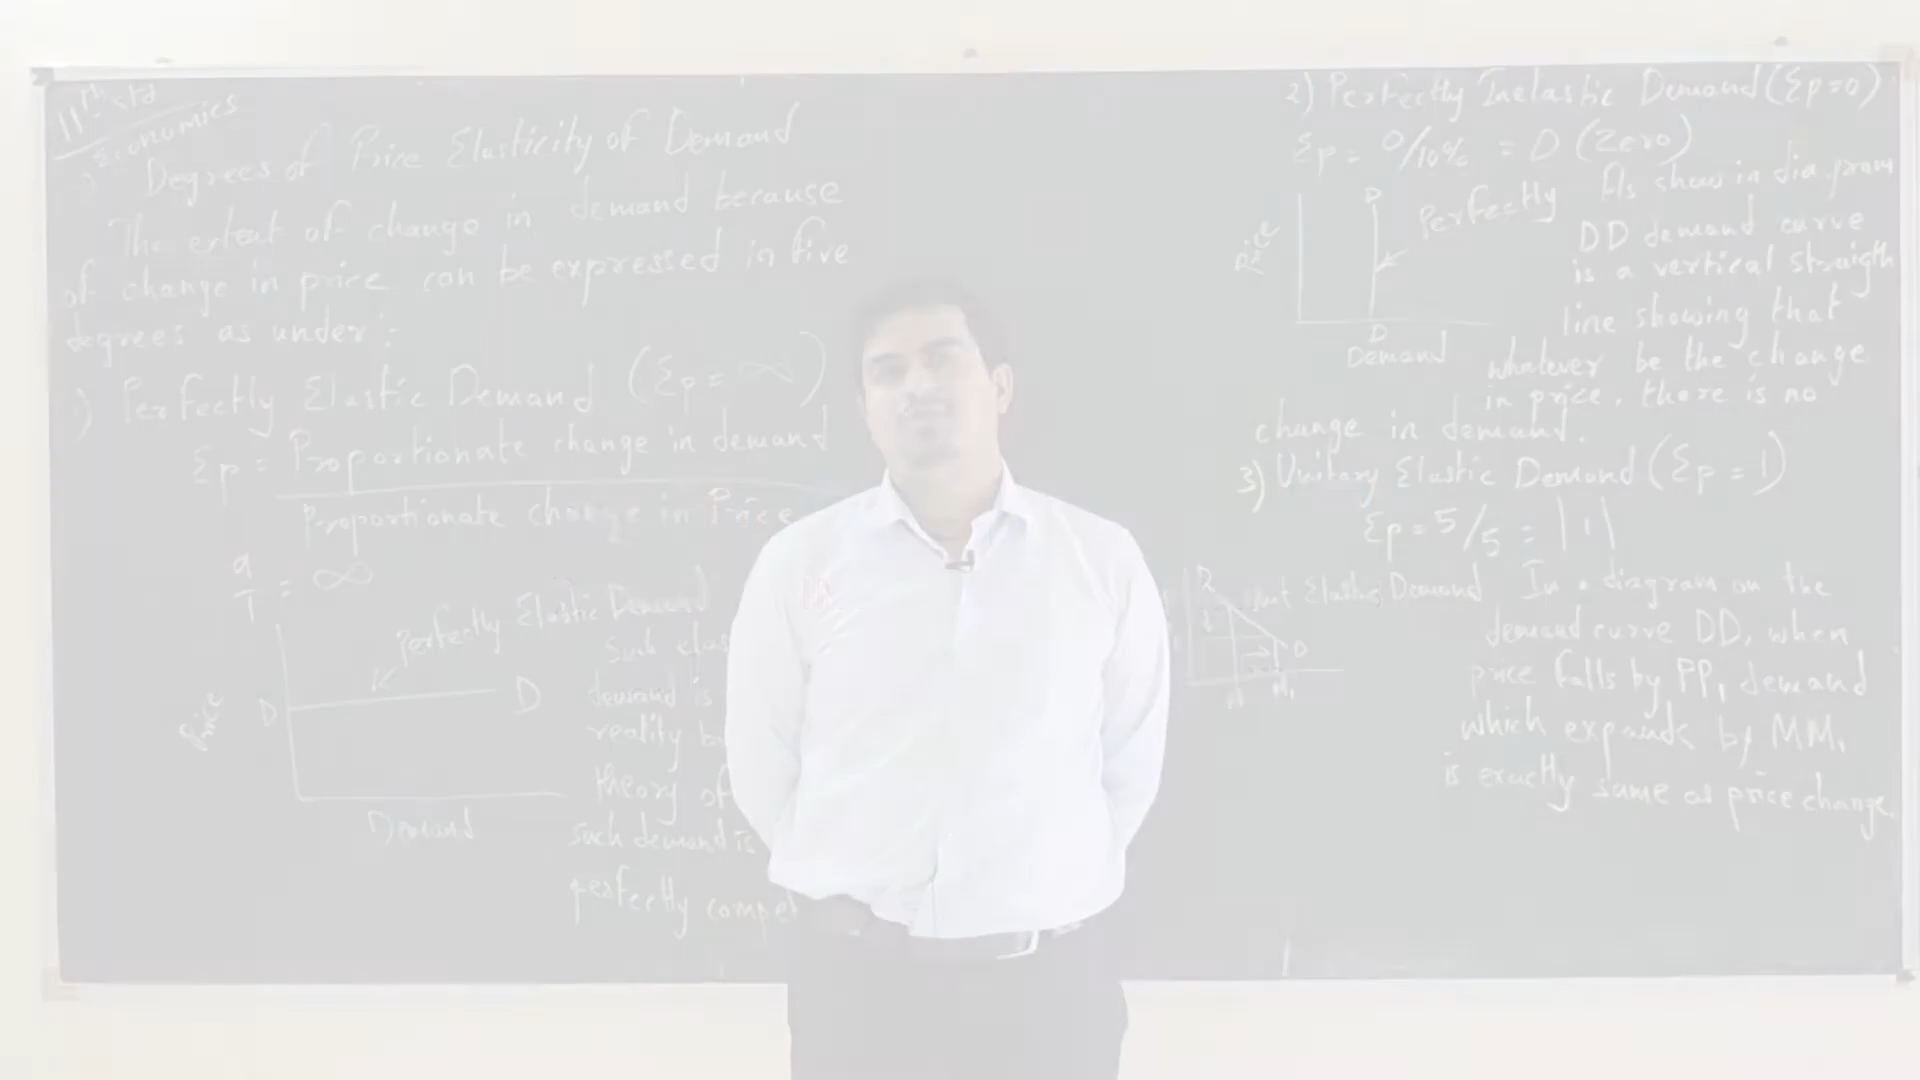 11th std
Economics
Degrees of Price Elasticity of Demand
The extent of change in demand because
of change in price can be expressed in five
degrees as under:
1) Perfectly Elastic Demand (Ep = ∞)
Ep = Proportionate change in demand
Proportionate change in Price
= ∞
Perfectly Elastic Demand
Price
D D
Demand
Such
demand is
reality
theory of
such demand is
perfectly
2) Perfectly Inelastic Demand (Ep=0)
Ep = 0/10% = 0 (Zero)
D
Perfectly
Price
D
Demand
As show in diagram
DD demand curve
is a vertical straigth
line showing that
whatever be the change
in price, there is no
change in demand.
3) Unitary Elastic Demand (Ep = 1)
Ep = 5/5 = |1|
D
Elastic Demand
D
M M1
In a diagram on the
demand curve DD, when
price falls by PP1 demand
which expands by MM1
is exactly same as price change.